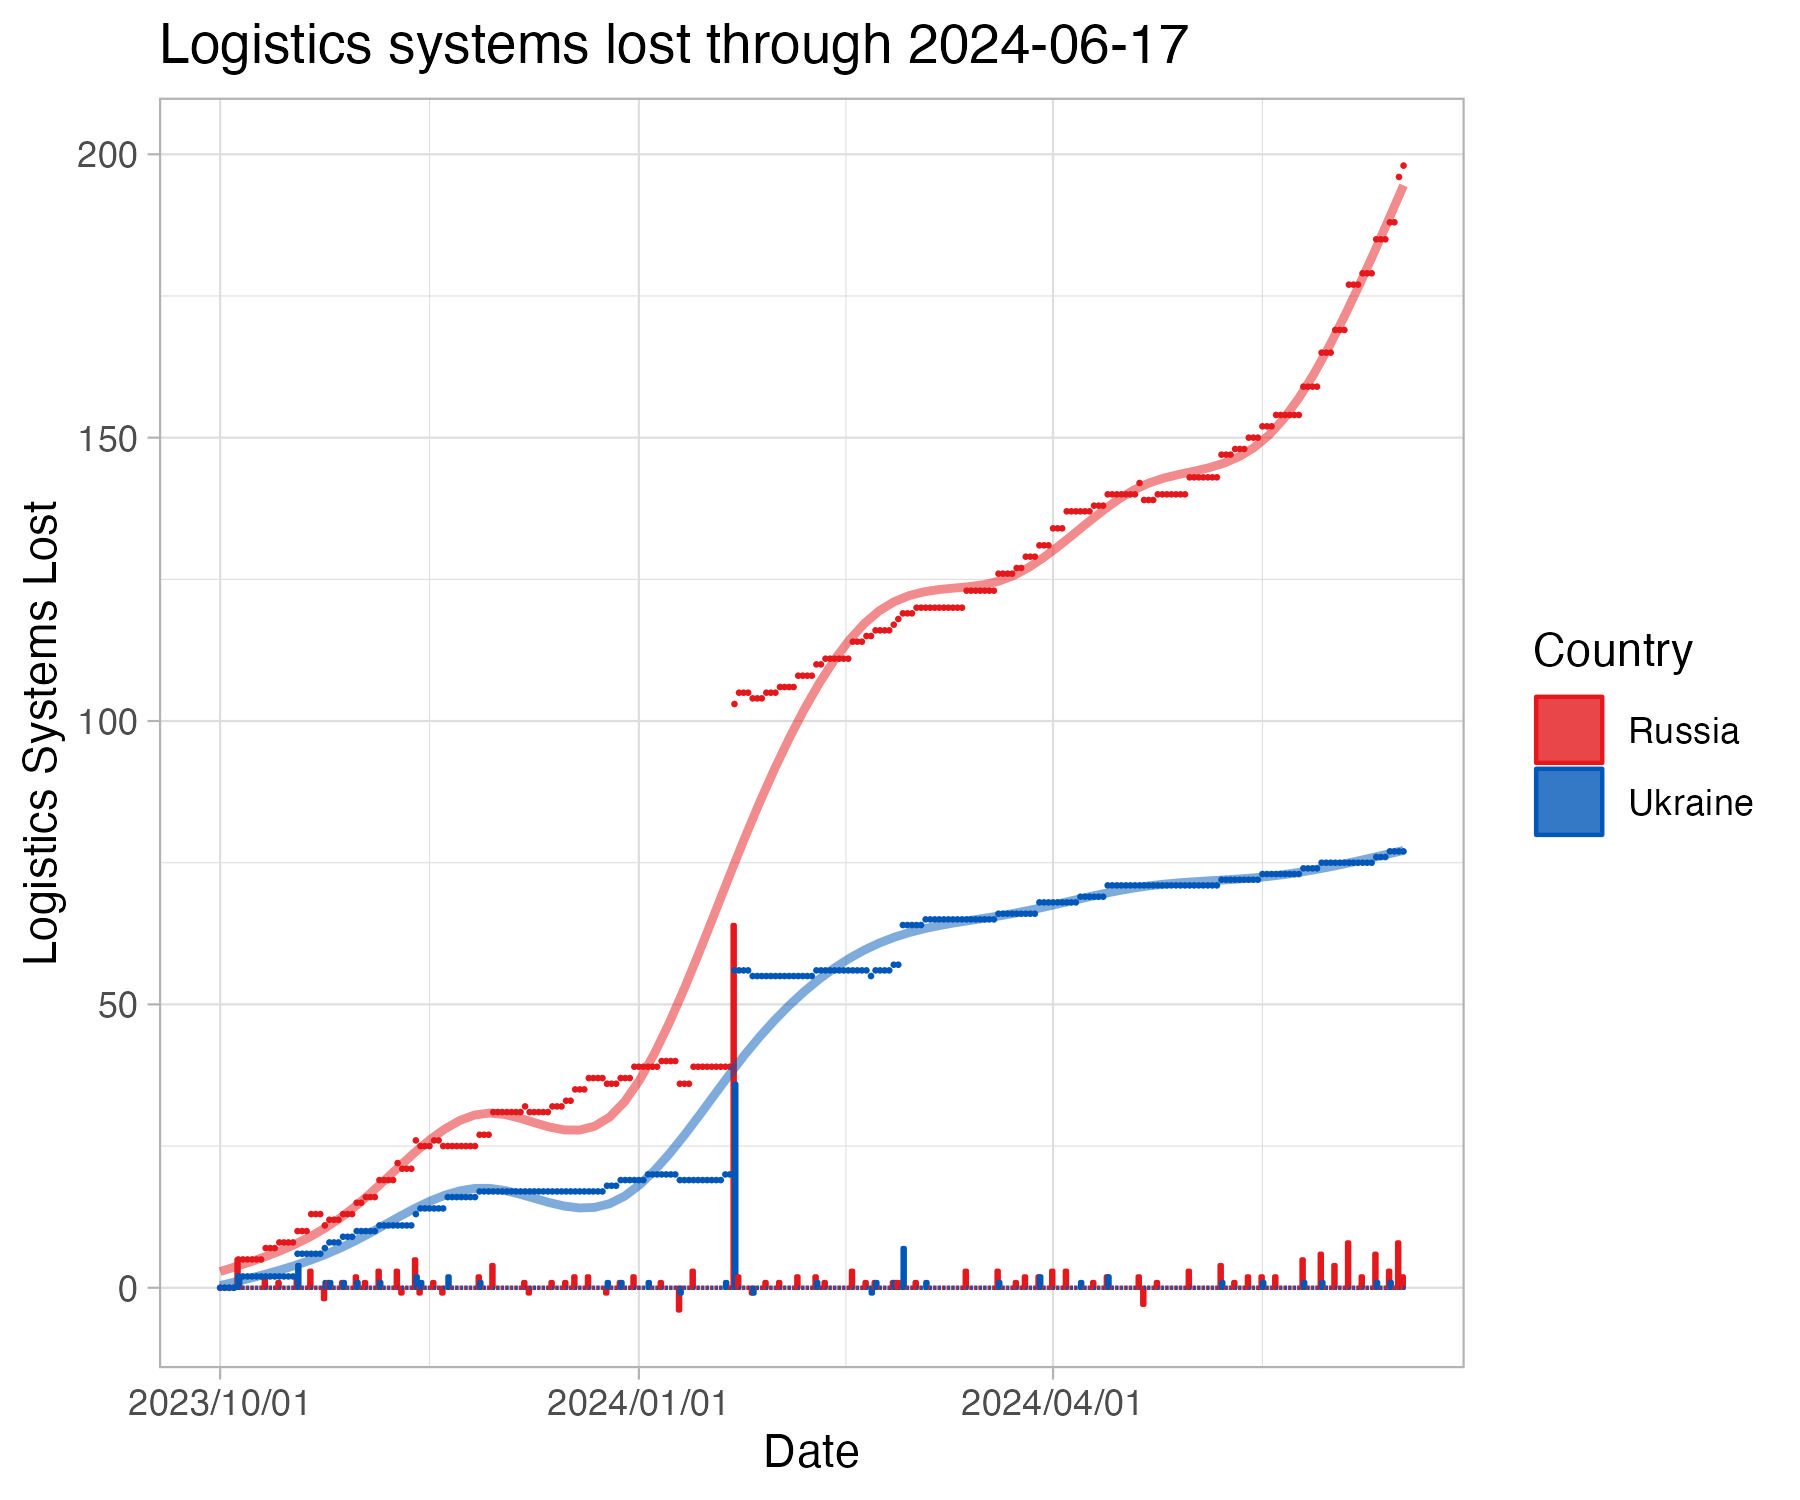 Logistics systems lost through 2024-06-17
Logistics Systems Lost
200
150
100
50
0
2023/10/01
2024/01/01
2024/04/01
Date
Country
Russia
Ukraine